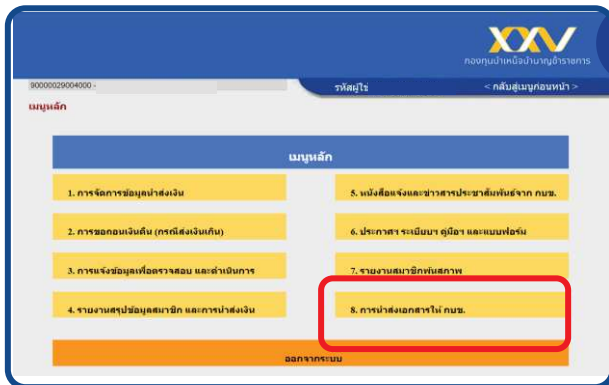 XXV
กองทุนบำเหน็จบำนาญข้าราชการ
90000029004000 -
รหัสผู้ใช้
< กลับสู่เมนูก่อนหน้า >
เมนูหลัก
เมนูหลัก
1. การจัดการข้อมูลนำส่งเงิน
2. การขอถอนเงินคืน (กรณีส่งเงินเกิน)
3. การแจ้งข้อมูลเพื่อตรวจสอบ และดำเนินการ
4. รายงานสรุปข้อมูลสมาชิก และการนำส่งเงิน
5. หนังสือแจ้งและข่าวสารประชาสัมพันธ์จาก กบข.
6. ประกาศฯ ระเบียบฯ คู่มือฯ และแบบฟอร์ม
7. รายงานสมาชิกพ้นสภาพ
8. การนำส่งเอกสารให้ กบข.
ออกจากระบบ